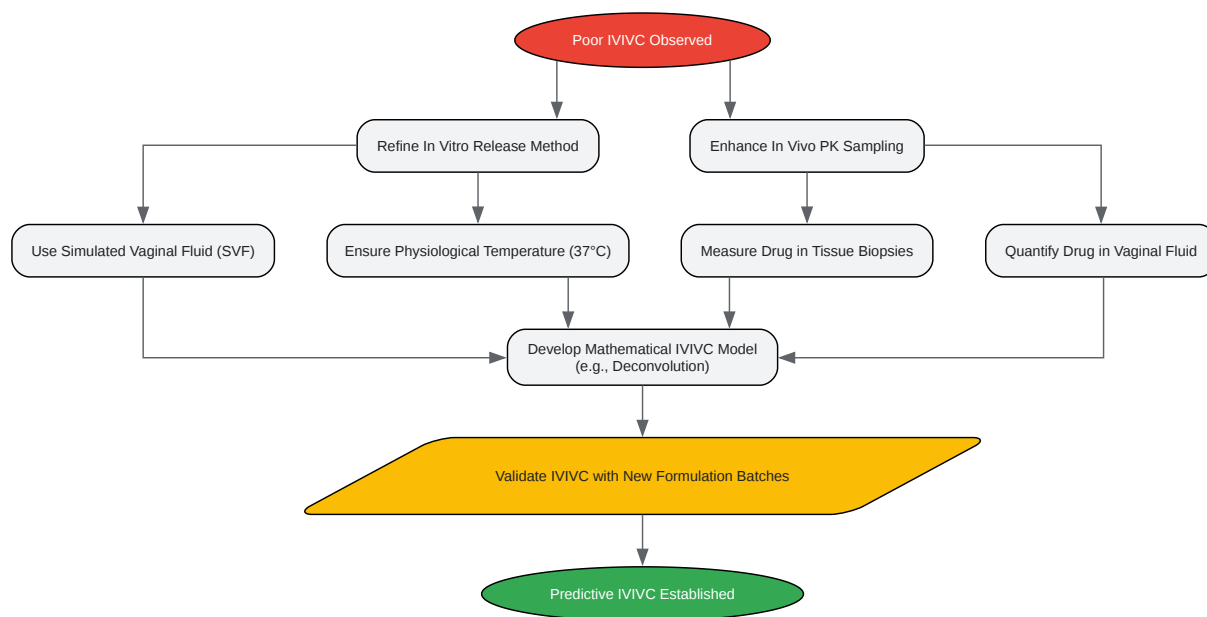 Poor IVIVC Observed
Refine In Vitro Release Method
Enhance In Vivo PK Sampling
Use Simulated Vaginal Fluid (SVF)
Ensure Physiological Temperature (37°C)
Measure Drug in Tissue Biopsies
Quantify Drug in Vaginal Fluid
Develop Mathematical IVIVC Model
(e.g., Deconvolution)
Validate IVIVC with New Formulation Batches
Predictive IVIVC Established